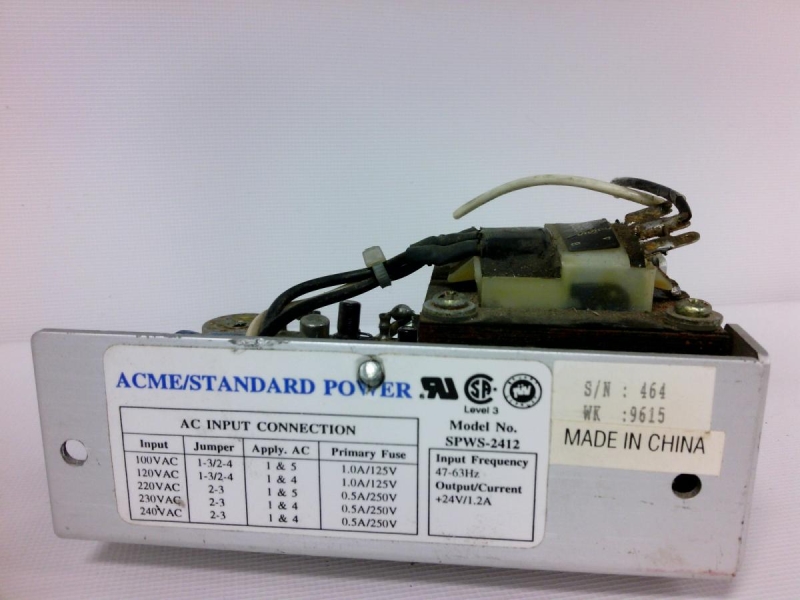 ACME/STANDARD POWER
SA
Level 3
AC INPUT CONNECTION
Input Jumper Apply. AC Primary Fuse
100VAC 1-3/2-4 1 & 5 1.0A/125V
120VAC 1-3/2-4 1 & 4 1.0A/125V
220VAC 2-3 1 & 5 0.5A/250V
230VAC 2-3 1 & 4 0.5A/250V
240VAC 2-3 1 & 4 0.5A/250V
Model No.
SPWS-2412
Input Frequency
47-63Hz
Output/Current
+24V/1.2A
S/N : 464
WK :9615
MADE IN CHINA